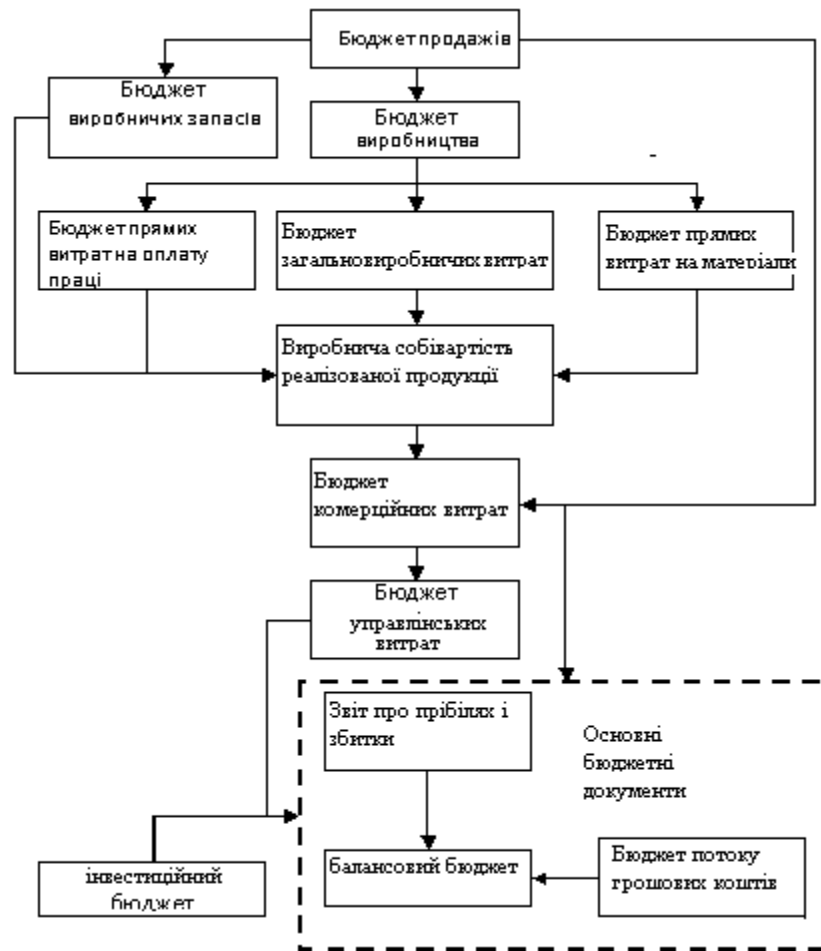 Бюджет продажів
Бюджет
виробничих запасів
Бюджет
виробництва
Бюджет прямих
витрат на оплату
праці
Бюджет
загальновиробничих витрат
Бюджет прямих
витрат на матеріали
Виробнича собівартість
реалізованої продукції
Бюджет
комерційних витрат
Бюджет
управлінських
витрат
Звіт про прібілях і
збитки
Основні
бюджетні
документи
інвестиційний
бюджет
балансовий бюджет
Бюджет потоку
грошових коштів